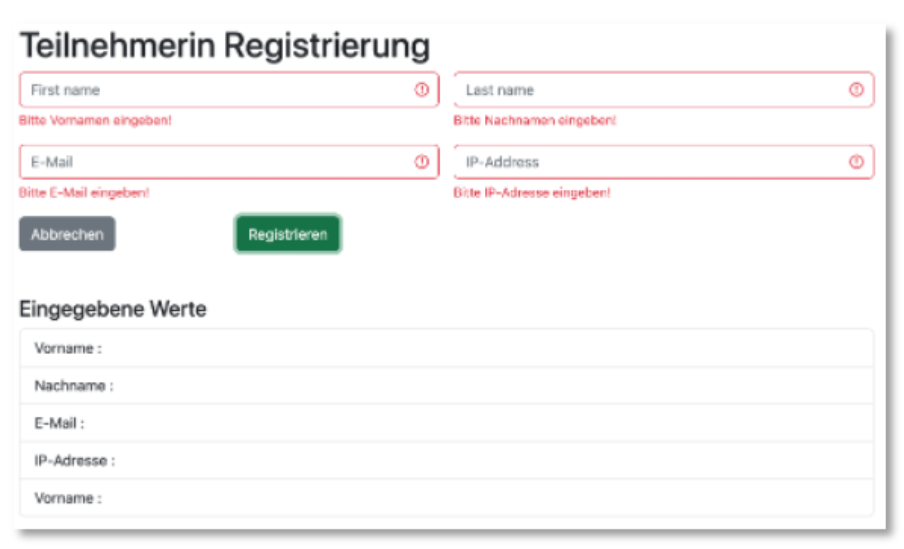 Teilnehmerin Registrierung
First name
Last name
Bitte Vornamen eingeben!
Bitte Nachnamen eingeben!
E-Mail
IP-Address
Bitte E-Mail eingeben!
Bitte IP-Adresse eingeben!
Abbrechen
Registrieren
Eingegebene Werte
Vorname :
Nachname :
E-Mail :
IP-Adresse :
Vorname :